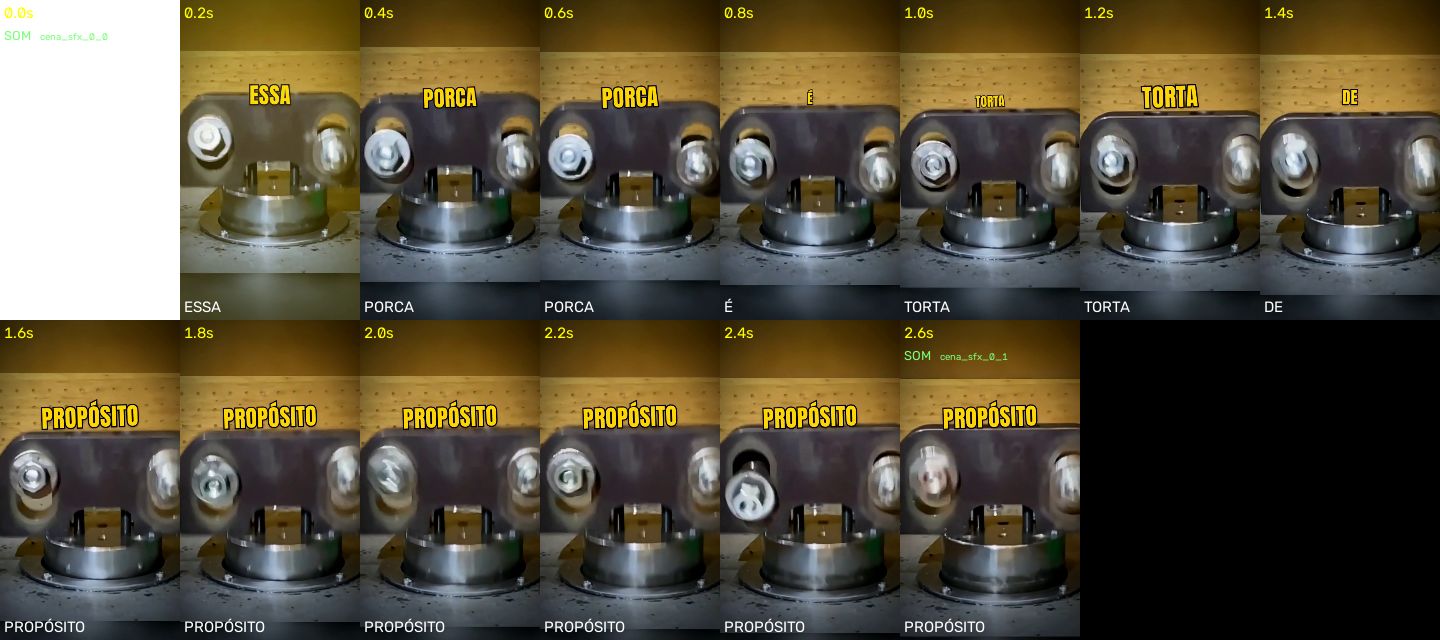 0.0s
SOM cena_sfx_0_0
0.2s
ESSA
ESSA
0.4s
PORCA
PORCA
0.6s
PORCA
PORCA
0.8s
É
É
1.0s
TORTA
TORTA
1.2s
TORTA
TORTA
1.4s
DE
DE
1.6s
PROPÓSITO
PROPÓSITO
1.8s
PROPÓSITO
PROPÓSITO
2.0s
PROPÓSITO
PROPÓSITO
2.2s
PROPÓSITO
PROPÓSITO
2.4s
PROPÓSITO
PROPÓSITO
2.6s
SOM cena_sfx_0_1
PROPÓSITO
PROPÓSITO